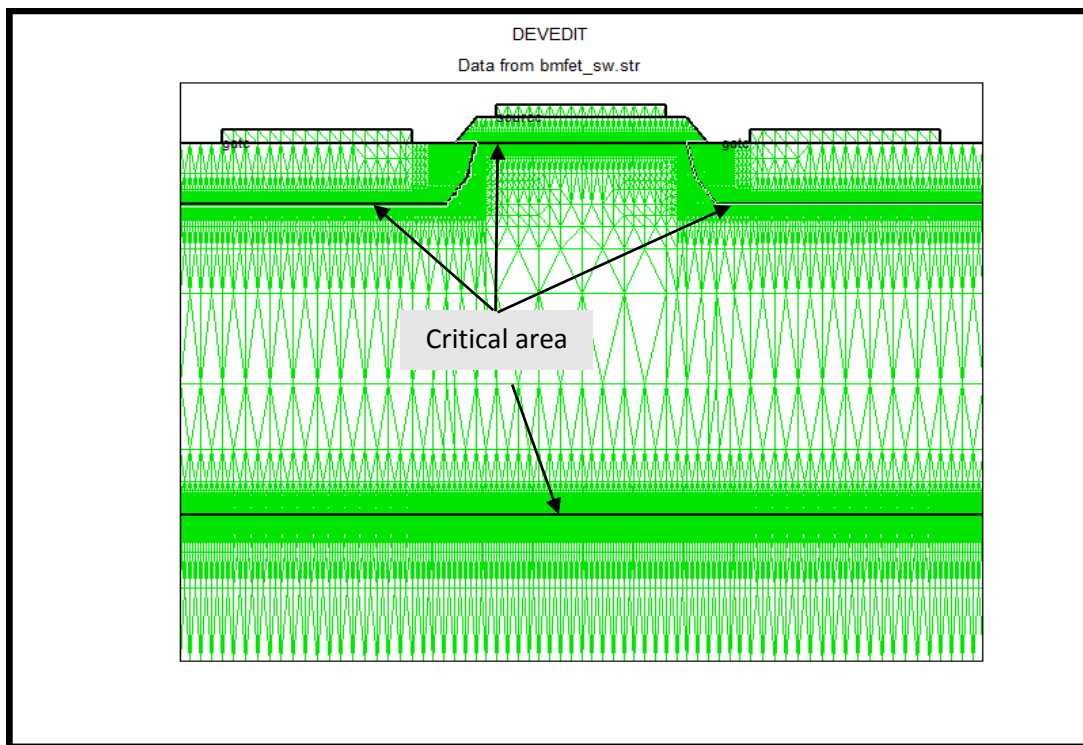 DEVEDIT
Data from bmfet_sw.str
source
gate
gate
Critical area